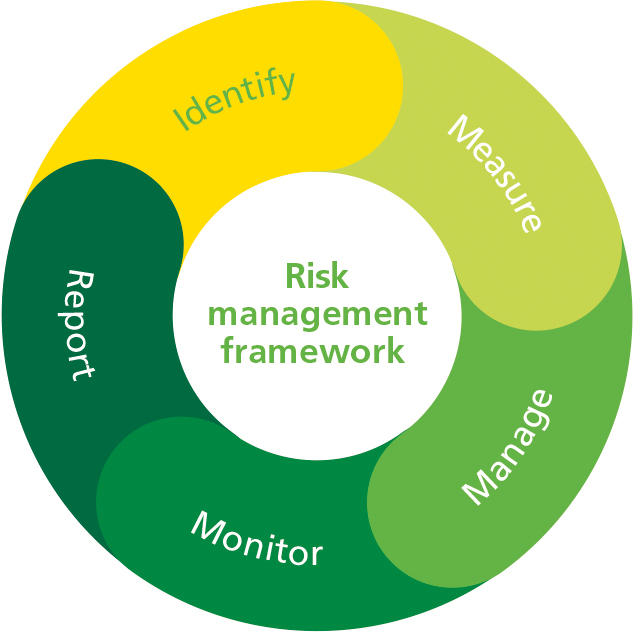 Identify
Measure
Manage
Monitor
Report
Risk
management
framework